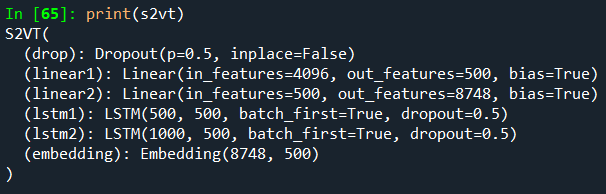 In [65]: print(s2vt)
S2VT(
  (drop): Dropout(p=0.5, inplace=False)
  (linear1): Linear(in_features=4096, out_features=500, bias=True)
  (linear2): Linear(in_features=500, out_features=8748, bias=True)
  (lstm1): LSTM(500, 500, batch_first=True, dropout=0.5)
  (lstm2): LSTM(1000, 500, batch_first=True, dropout=0.5)
  (embedding): Embedding(8748, 500)
)